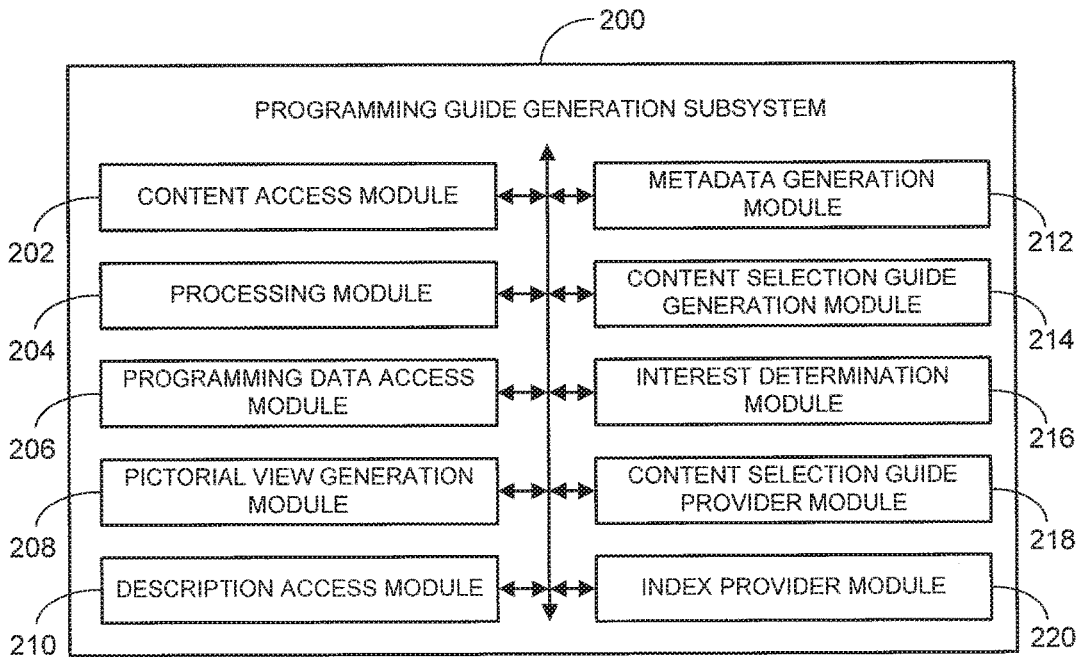 200
PROGRAMMING GUIDE GENERATION SUBSYSTEM
CONTENT ACCESS MODULE
202
PROCESSING MODULE
204
PROGRAMMING DATA ACCESS
MODULE
206
PICTORIAL VIEW GENERATION
MODULE
208
DESCRIPTION ACCESS MODULE
210
METADATA GENERATION
MODULE
212
CONTENT SELECTION GUIDE
GENERATION MODULE
214
INTEREST DETERMINATION
MODULE
216
CONTENT SELECTION GUIDE
PROVIDER MODULE
218
INDEX PROVIDER MODULE
220